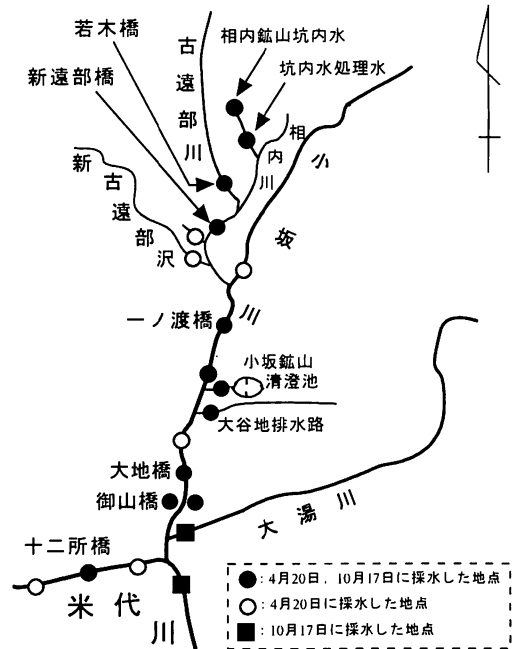 若木橋
相内鉱山坑内水
新遠部橋
坑内水処理水
古遠部川
相内川
小坂川
新古遠部沢
一ノ渡橋
小坂鉱山
清澄池
大谷地排水路
大地橋
御山橋
大湯川
十二所橋
米代川
●：4月20日，10月17日に採水した地点
○：4月20日に採水した地点
■：10月17日に採水した地点